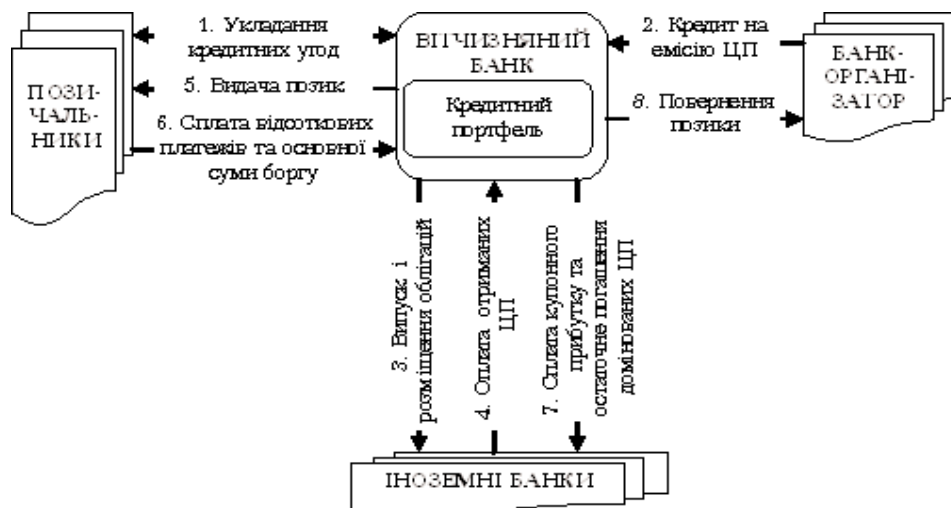 1. Укладання
кредитних угод
5. Видача позик
6. Сплата відсоткових
платежів та основної
суми боргу
ПОЗИ-
ЧАЛЬ-
НИКИ
ВІТЧИЗНЯНИЙ
БАНК
Кредитний
портфель
2. Кредит на
емісію ЦП
8. Повернення
позики
БАНК-
ОРГАНІ-
ЗАТОР
3. Випуск і
розміщення облігацій
4. Оплата отриманих
ЦП
7. Сплата купонного
прибутку та
остаточне погашення
домінованих ЦП
ІНОЗЕМНІ БАНКИ